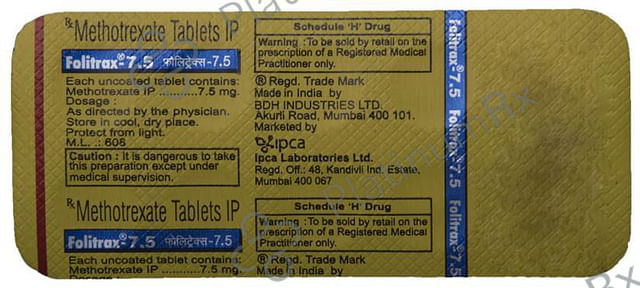 Rx Methotrexate Tablets IP
Folitrax®-7.5 फोलिट्रेक्स-7.5
Each uncoated tablet contains:
Methotrexate IP ...........7.5 mg.
Dosage :
As directed by the physician.
Store in cool, dry place.
Protect from light.
M.L. : 608
Caution : It is dangerous to take
this preparation except under
medical supervision.
Schedule 'H' Drug
Warning : To be sold by retail on the
prescription of a Registered Medical
Practitioner only.
® Regd. Trade Mark
Made in India by
BDH INDUSTRIES LTD.
Akurli Road, Mumbai 400 101.
Marketed by
ipca
Ipca Laboratories Ltd.
Regd. Off.: 48, Kandivli Ind. Estate,
Mumbai 400 067
Rx Methotrexate Tablets IP
Folitrax®-7.5 फोलिट्रेक्स-7.5
Each uncoated tablet contains:
Methotrexate IP ...........7.5 mg.
Dosage :
Schedule 'H' Drug
Warning : To be sold by retail on the
prescription of a Registered Medical
Practitioner only.
® Regd. Trade Mark
Made in India by
Folitrax®-7.5 Folitrax®-7.5 Folitrax®-7.5
PlatinumRx